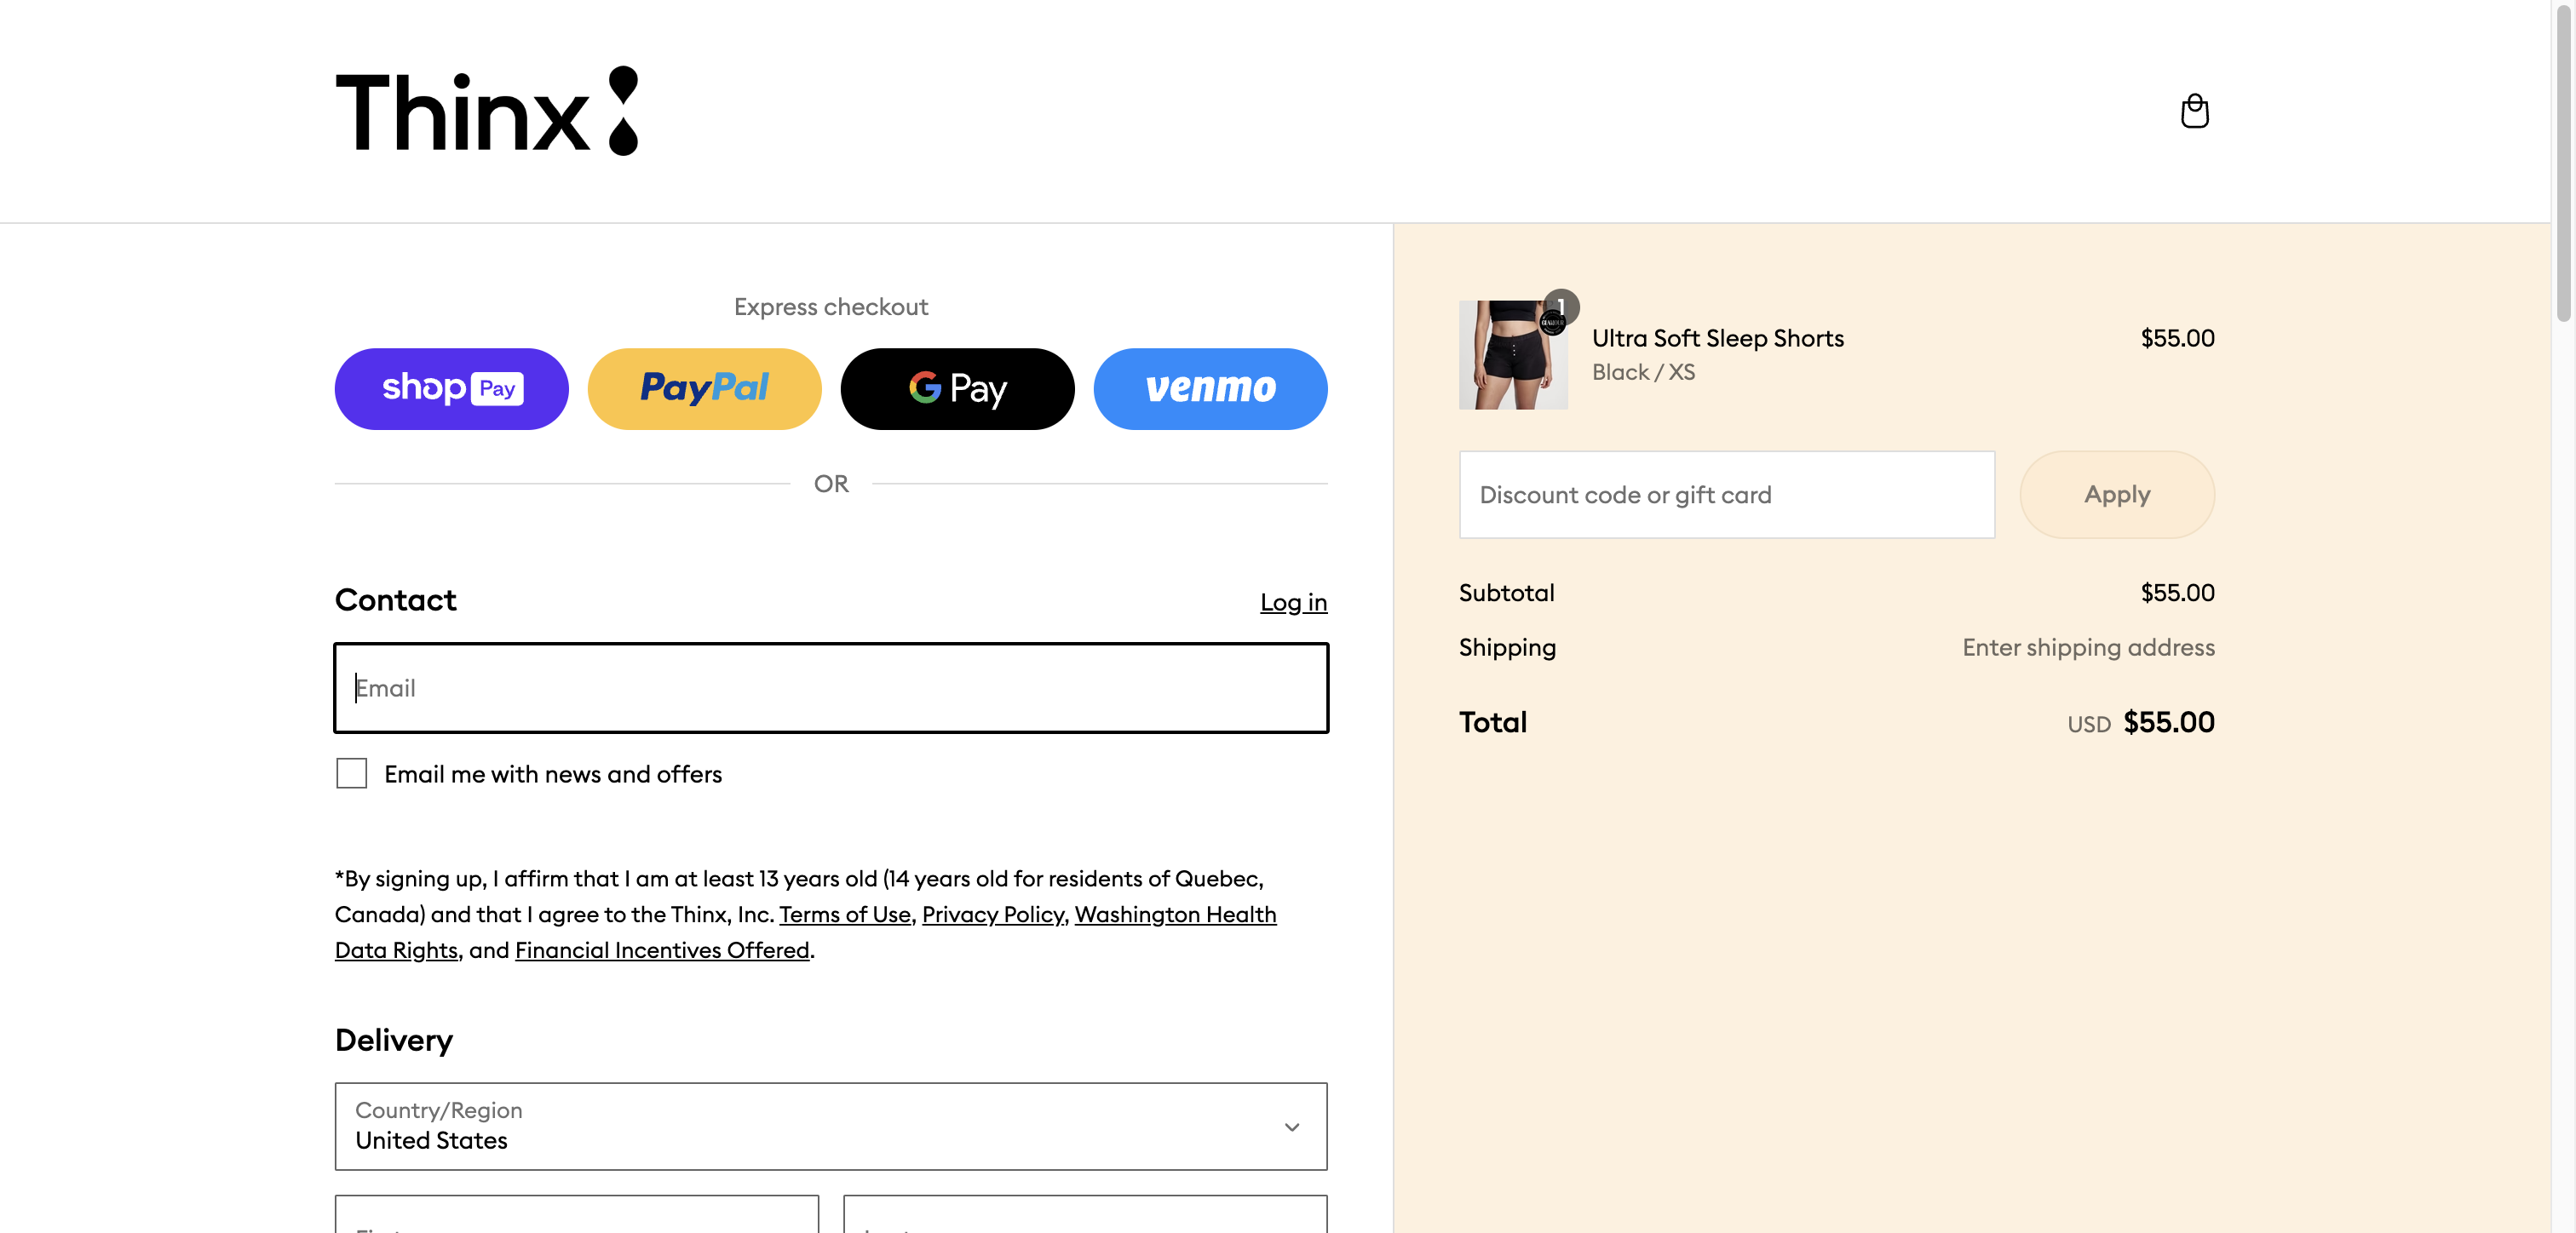 Thinx
Express checkout
shop Pay
PayPal
G Pay
venmo
OR
Contact
Log in
Email
Email me with news and offers
*By signing up, I affirm that I am at least 13 years old (14 years old for residents of Quebec,
Canada) and that I agree to the Thinx, Inc. Terms of Use, Privacy Policy, Washington Health
Data Rights, and Financial Incentives Offered.
Delivery
Country/Region
United States
1
Ultra Soft Sleep Shorts
$55.00
Black / XS
Discount code or gift card
Apply
Subtotal
$55.00
Shipping
Enter shipping address
Total
USD $55.00